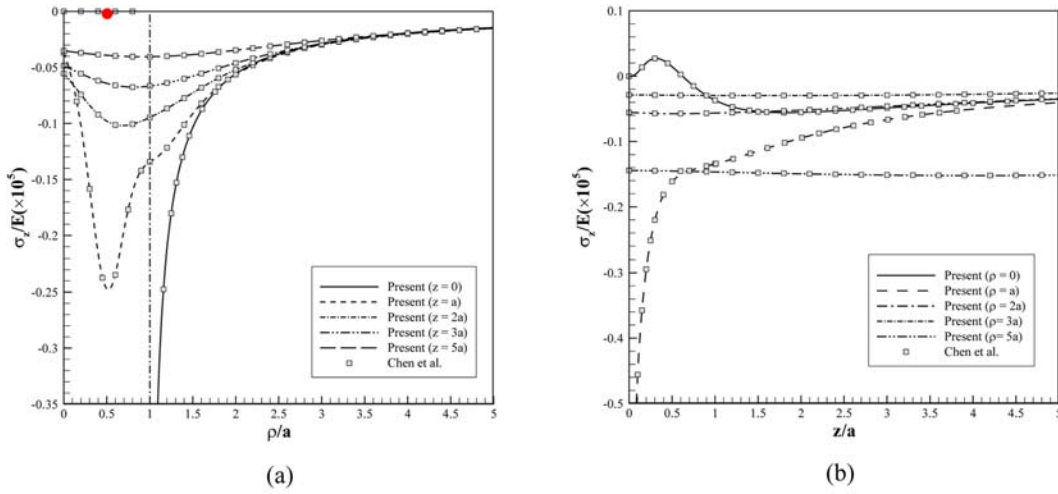 0
-0.05
-0.1
-0.15
-0.2
-0.25
-0.3
-0.35
σz/E(×10⁵)
0 0.5 1 1.5 2 2.5 3 3.5 4 4.5 5
ρ/a
Present (z = 0)
Present (z = a)
Present (z = 2a)
Present (z = 3a)
Present (z = 5a)
Chen et al.
(a)
0.1
0
-0.1
-0.2
-0.3
-0.4
-0.5
σz/E(×10⁵)
0 0.5 1 1.5 2 2.5 3 3.5 4 4.5 5
z/a
Present (ρ = 0)
Present (ρ= a)
Present (ρ= 2a)
Present (ρ= 3a)
Present (ρ= 5a)
Chen et al.
(b)